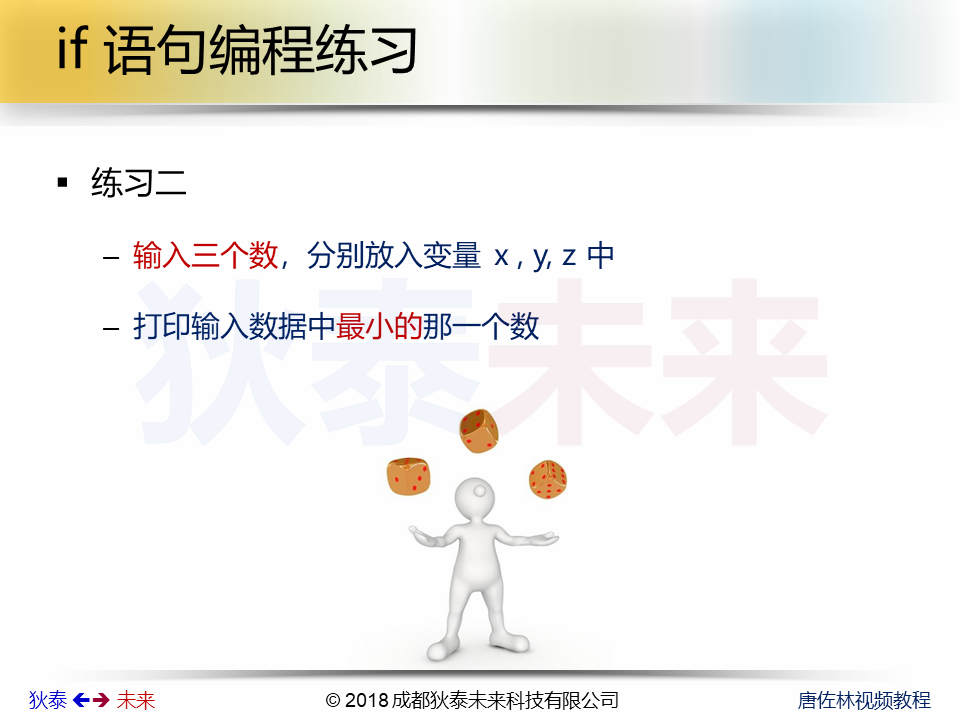 if 语句编程练习
▪ 练习二
– 输入三个数，分别放入变量 x , y, z 中
– 打印输入数据中最小的那一个数
狄泰未来
狄泰 未来
© 2018 成都狄泰未来科技有限公司
唐佐林视频教程